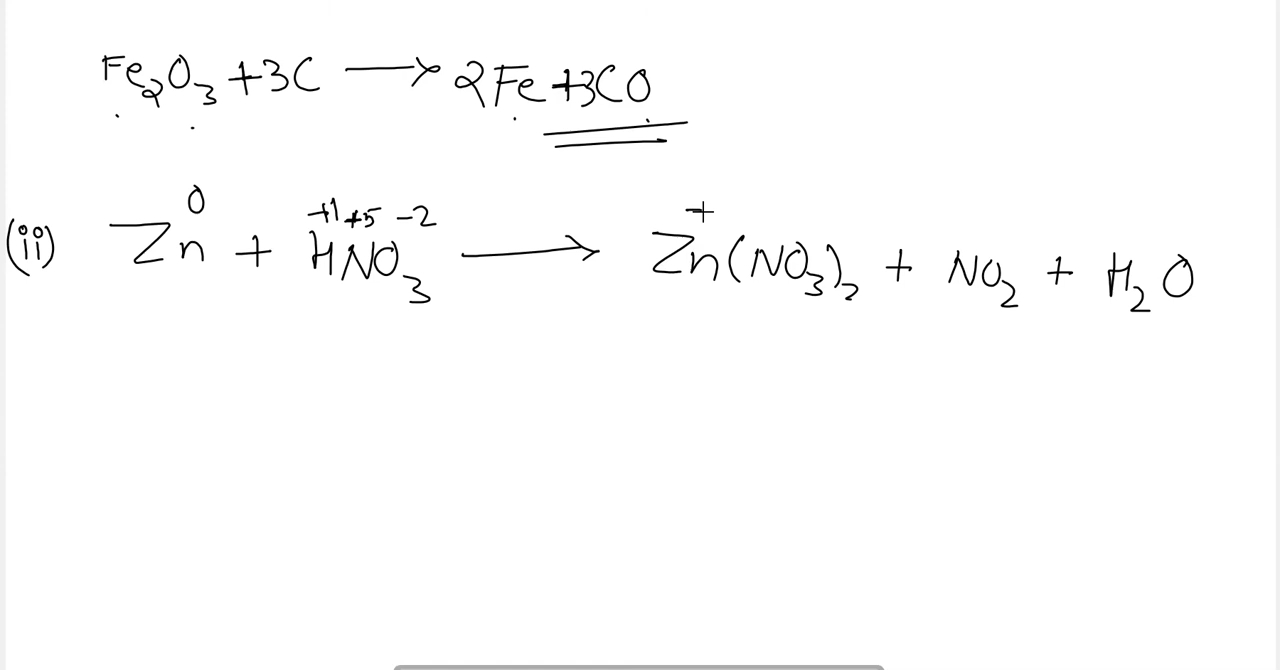 Fe₂O₃ +3C ⟶ 2Fe+3CO
0 +1 +5 -2 +
(ii) Zn + HNO₃ ⟶ Zn(NO₃)₂ + NO₂ + H₂O